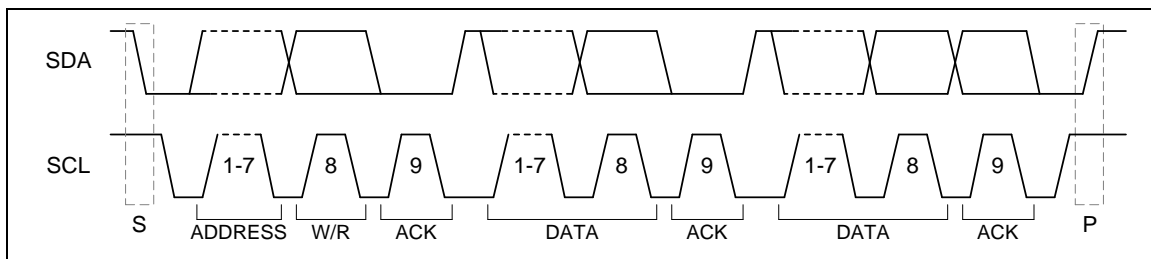 SDA
SCL
1-7 8 9 1-7 8 9 1-7 8 9
S ADDRESS W/R ACK DATA ACK DATA ACK P